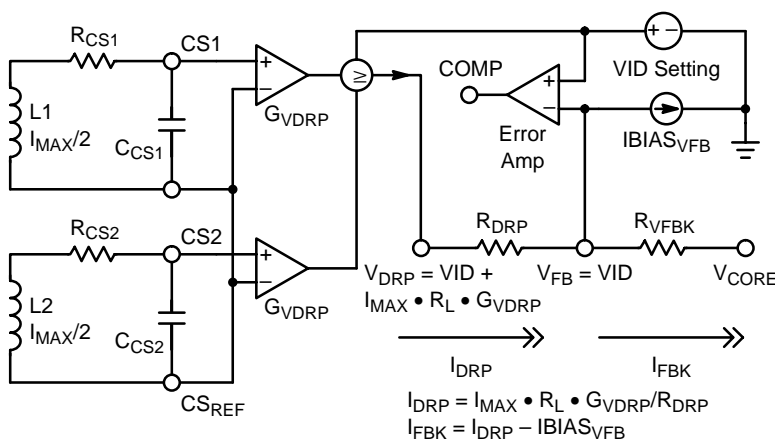 RCS1
CS1
+
−
GVDRP
L1
IMAX/2
CCS1
≥
COMP
+
−
Error
Amp
+ −
VID Setting
IBIASVFB
RCS2
CS2
+
−
GVDRP
L2
IMAX/2
CCS2
CSREF
RDRP
RVFBK
VDRP = VID +
IMAX • RL • GVDRP
VFB = VID
VCORE
IDRP
IFBK
IDRP = IMAX • RL • GVDRP/RDRP
IFBK = IDRP − IBIASVFB